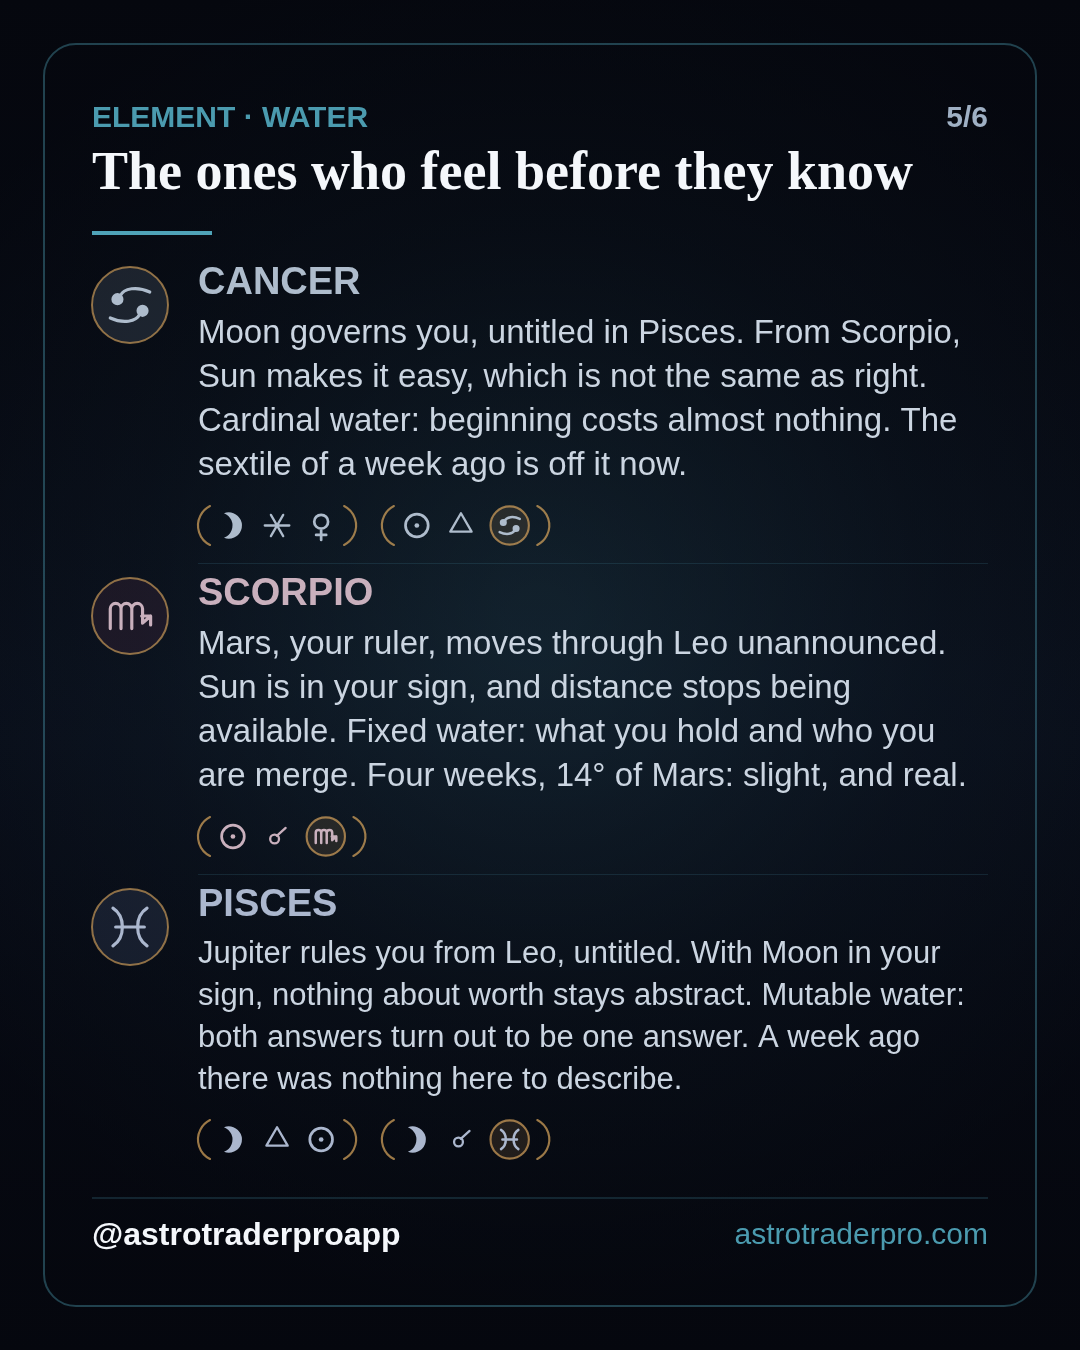 ELEMENT · WATER
5/6
The ones who feel before they know
CANCER
Moon governs you, untitled in Pisces. From Scorpio,
Sun makes it easy, which is not the same as right.
Cardinal water: beginning costs almost nothing. The
sextile of a week ago is off it now.
SCORPIO
Mars, your ruler, moves through Leo unannounced.
Sun is in your sign, and distance stops being
available. Fixed water: what you hold and who you
are merge. Four weeks, 14° of Mars: slight, and real.
PISCES
Jupiter rules you from Leo, untitled. With Moon in your
sign, nothing about worth stays abstract. Mutable water:
both answers turn out to be one answer. A week ago
there was nothing here to describe.
@astrotraderproapp
astrotraderpro.com